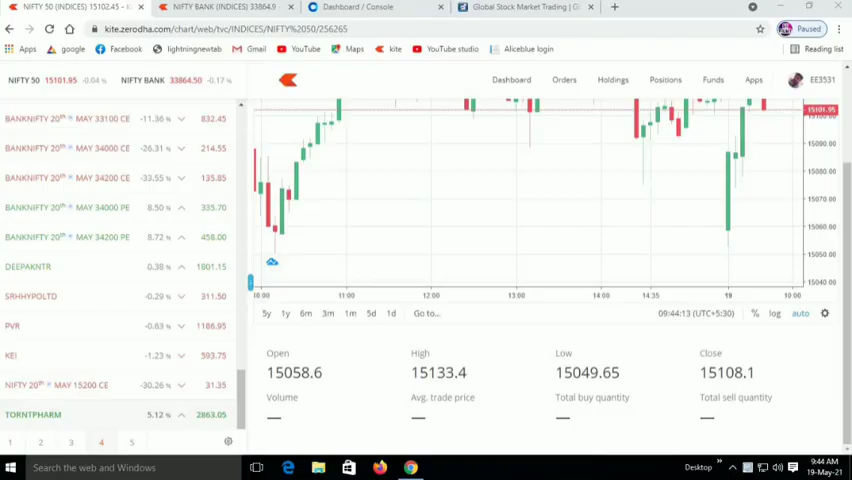 NIFTY 50 (INDICES) 15102.45 - K
NIFTY BANK (INDICES) 33864.9
Dashboard / Console
Global Stock Market Trading | Gl
kite.zerodha.com/chart/web/tvc/INDICES/NIFTY%2050/256265
Paused
Apps google Facebook lightningnewtab Gmail YouTube Maps kite YouTube studio Aliceblue login Reading list
NIFTY 50 15101.95 -0.04% NIFTY BANK 33864.50 -0.17%
Dashboard Orders Holdings Positions Funds Apps EE3531
BANKNIFTY 20th MAY 33100 CE -11.36 % 832.45
BANKNIFTY 20th MAY 34000 CE -26.31 % 214.55
BANKNIFTY 20th MAY 34200 CE -33.55 % 135.85
BANKNIFTY 20th MAY 34000 PE 8.50 % 335.70
BANKNIFTY 20th MAY 34200 PE 8.72 % 458.00
DEEPAKNTR 0.38 % 1801.15
SRHHYPOLTD -0.29 % 311.50
PVR -0.63 % 1186.95
KEI -1.23 % 593.75
NIFTY 20th MAY 15200 CE -30.26 % 31.35
TORNTPHARM 5.12 % 2863.05
1 2 3 4 5
15101.95
15090.00
15080.00
15070.00
15060.00
15050.00
15040.00
10:00 11:00 12:00 13:00 14:00 14:35 19 10:00
5y 1y 6m 3m 1m 5d 1d Go to...
09:44:13 (UTC+5:30) % log auto
Open High Low Close
15058.6 15133.4 15049.65 15108.1
Volume Avg. trade price Total buy quantity Total sell quantity
— — — —
Search the web and Windows
Desktop
9:44 AM
19-May-21